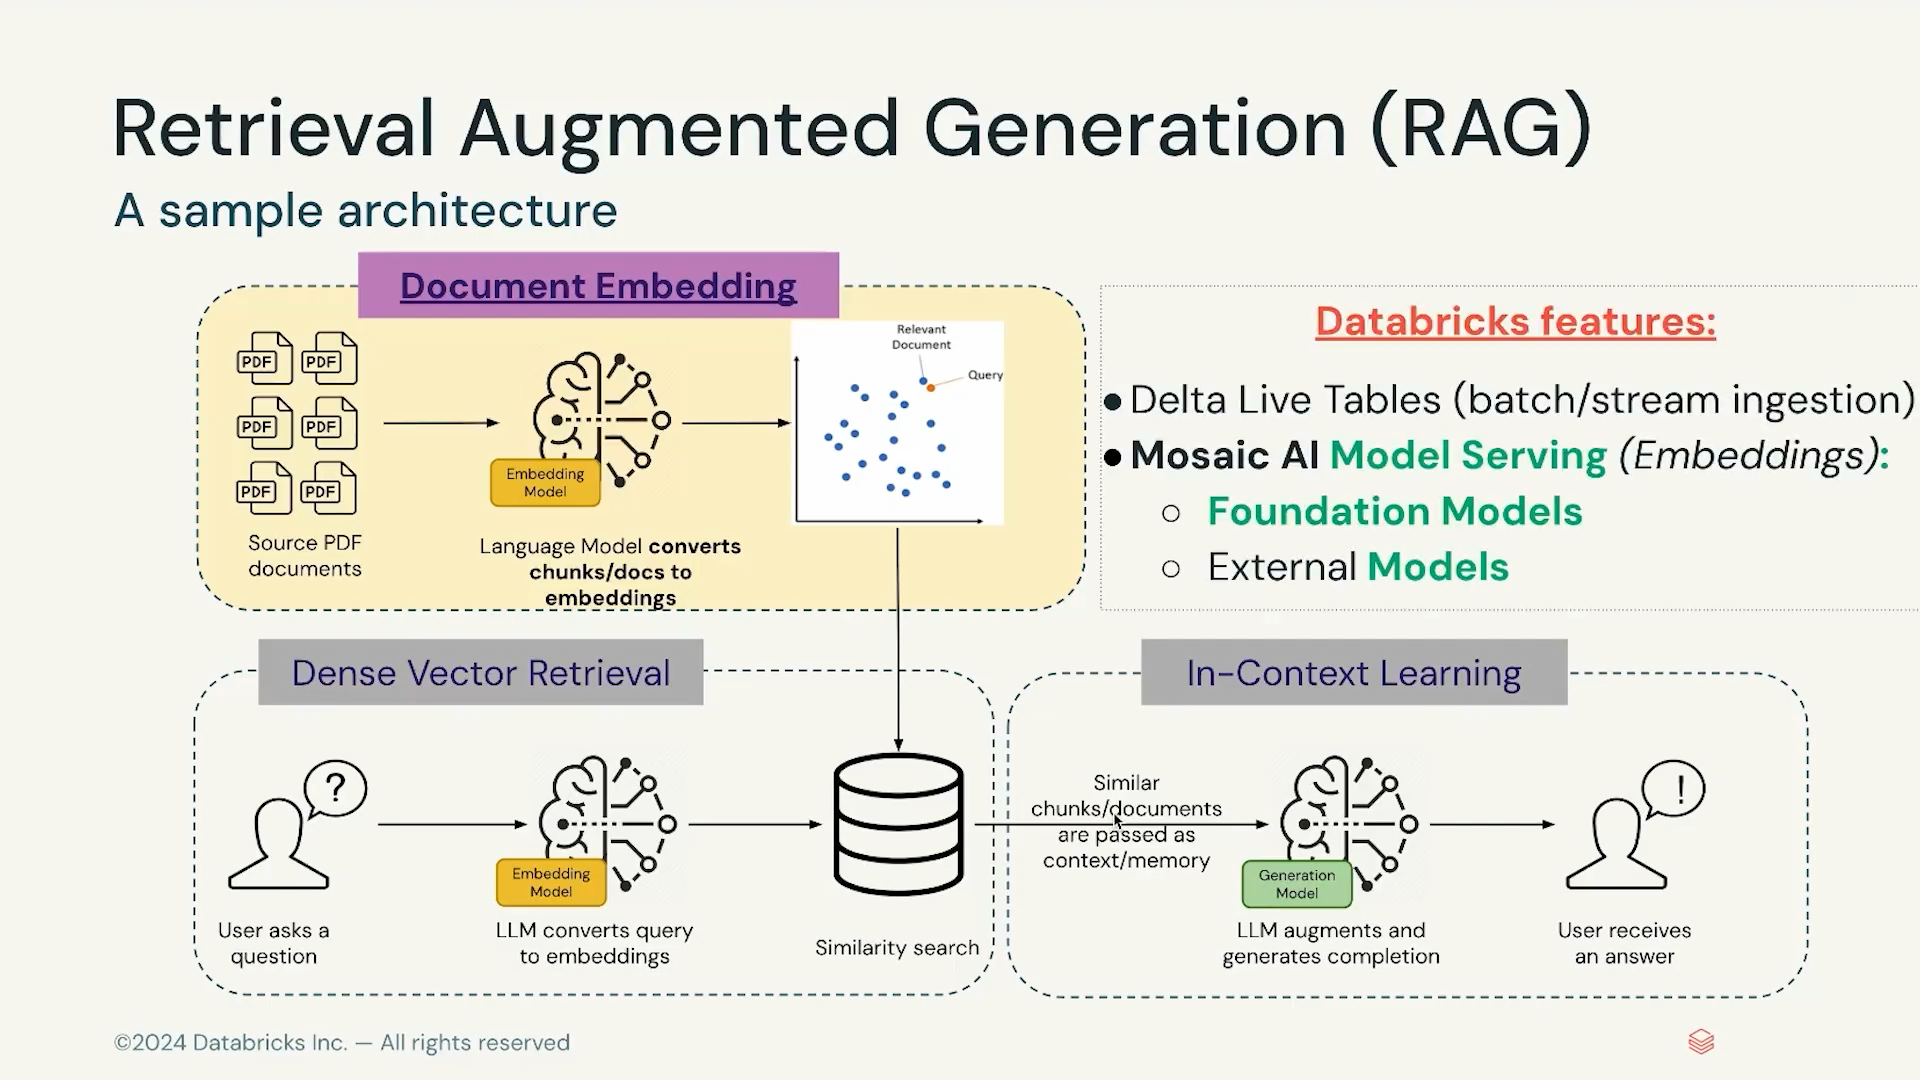 Retrieval Augmented Generation (RAG)
A sample architecture
Document Embedding
PDF PDF
PDF PDF
PDF PDF
Source PDF
documents
Embedding
Model
Language Model converts
chunks/docs to
embeddings
Relevant
Document
Query
Databricks features:
● Delta Live Tables (batch/stream ingestion)
● Mosaic AI Model Serving (Embeddings):
○ Foundation Models
○ External Models
Dense Vector Retrieval
?
User asks a
question
Embedding
Model
LLM converts query
to embeddings
Similarity search
In-Context Learning
Similar
chunks/documents
are passed as
context/memory
Generation
Model
LLM augments and
generates completion
!
User receives
an answer
©2024 Databricks Inc. — All rights reserved